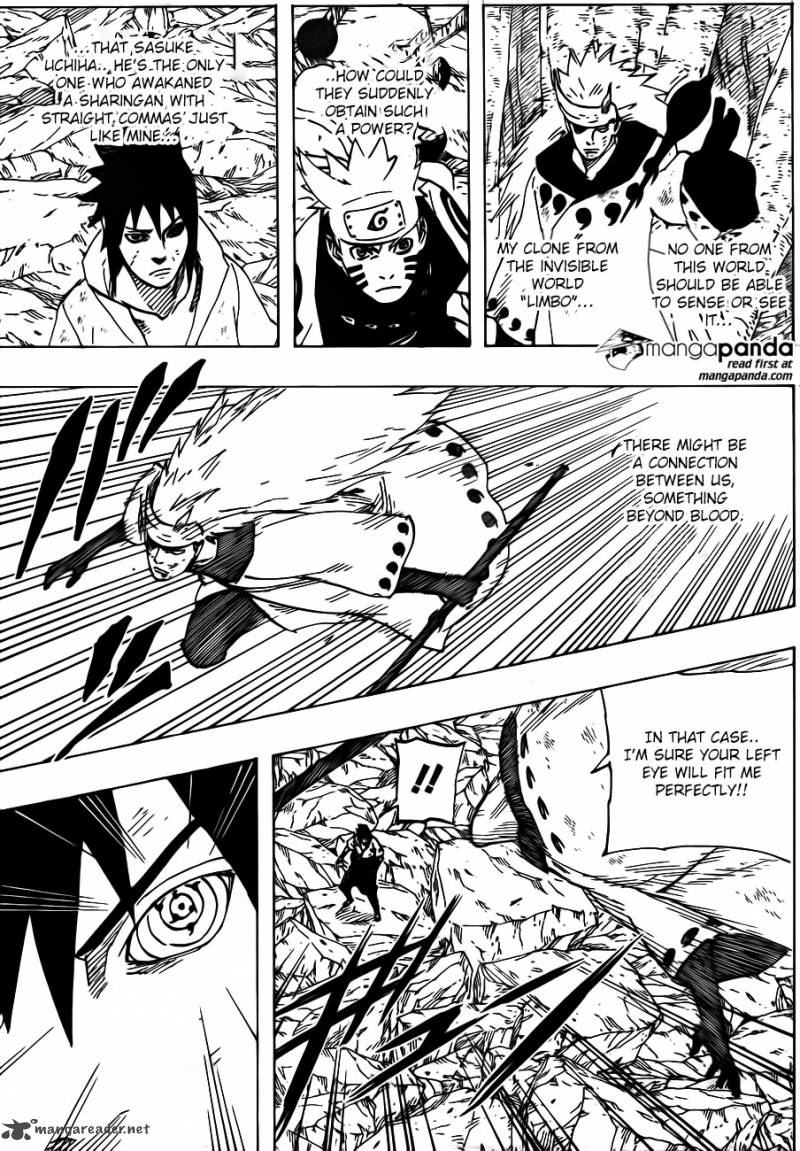 NO ONE FROM
THIS WORLD
SHOULD BE ABLE
TO SENSE OR SEE
IT...
MY CLONE FROM
THE INVISIBLE
WORLD
"LIMBO"...
..HOW COULD
THEY SUDDENLY
OBTAIN SUCH
A POWER?
...THAT SASUKE
UCHIHA.. HE'S THE ONLY
ONE WHO AWAKANED
A SHARINGAN WITH
'STRAIGHT COMMAS' JUST
LIKE MINE...
mangapanda
read first at
mangapanda.com
THERE MIGHT BE
A CONNECTION
BETWEEN US,
SOMETHING
BEYOND BLOOD.
IN THAT CASE..
I'M SURE YOUR LEFT
EYE WILL FIT ME
PERFECTLY!!
!!
mangareader.net